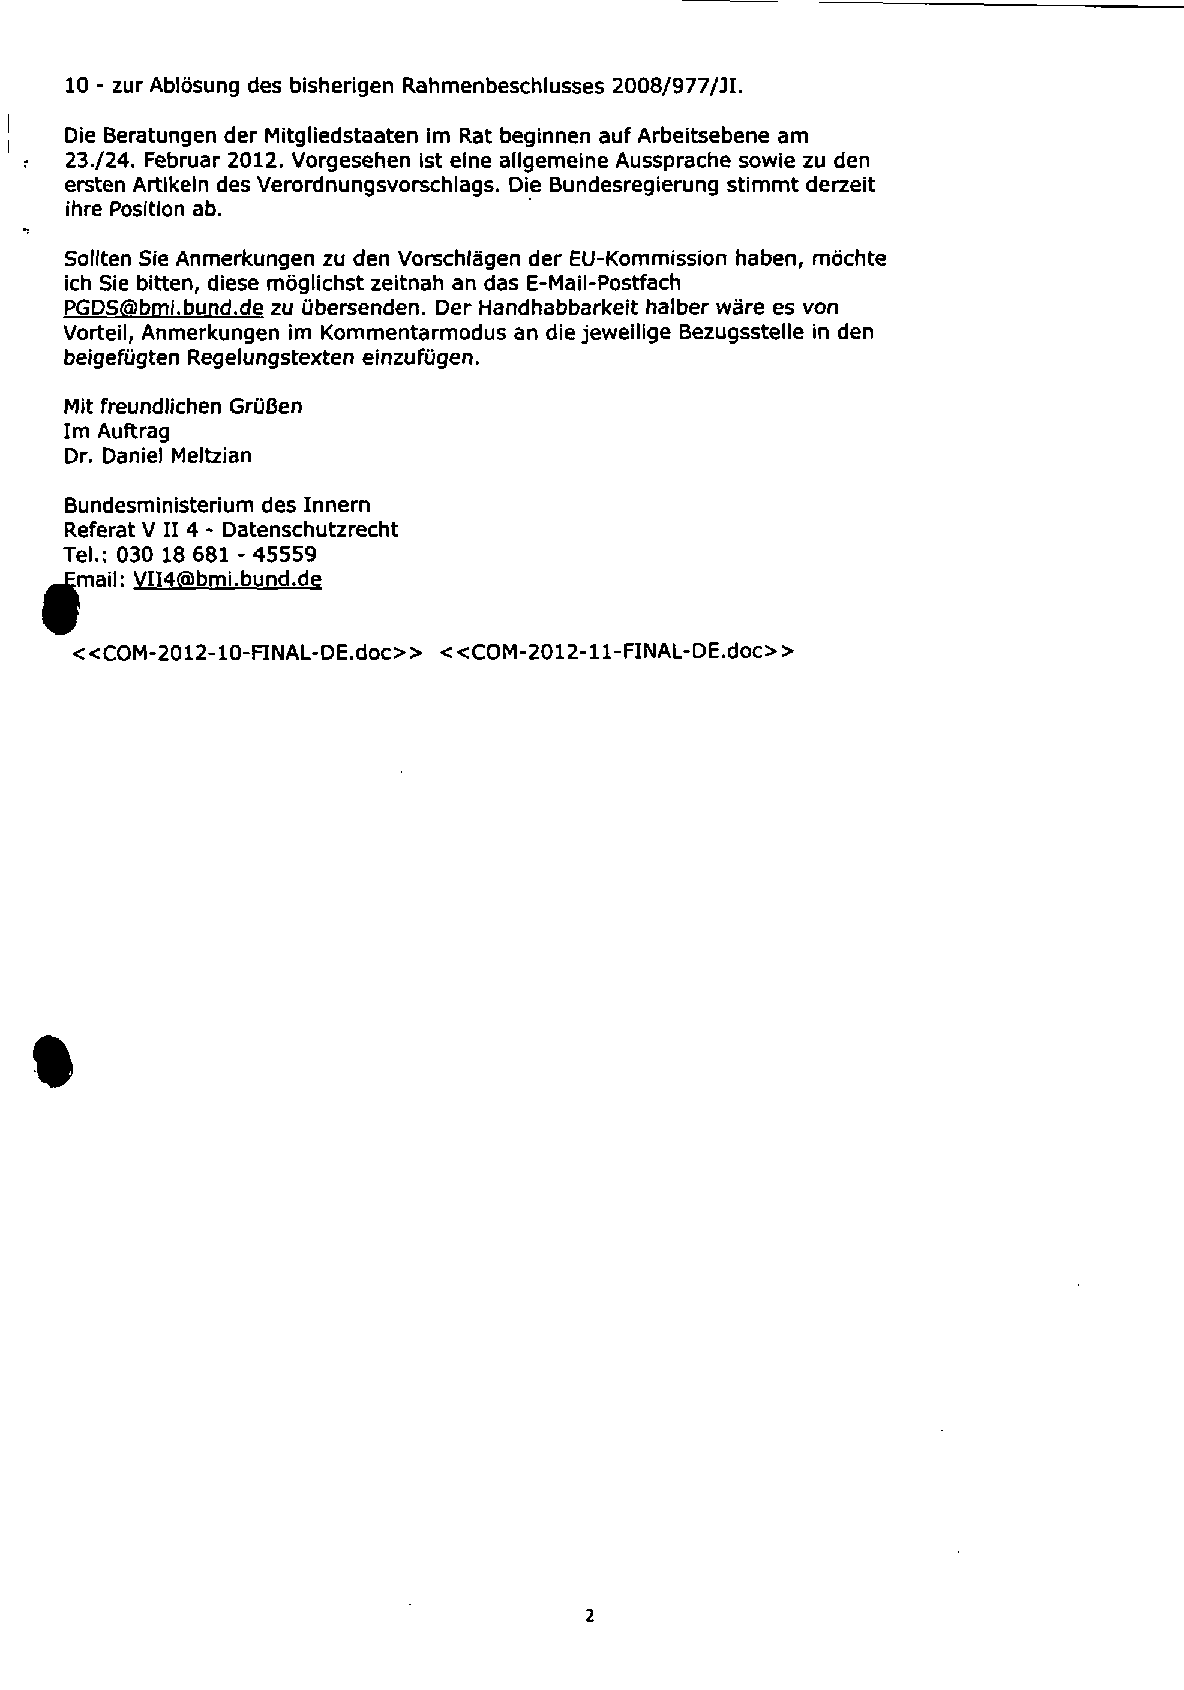 10 - zur Ablösung des bisherigen Rahmenbeschlusses 2008/977/JI.
Die Beratungen der Mitgliedstaaten im Rat beginnen auf Arbeitsebene am
23./24. Februar 2012. Vorgesehen ist eine allgemeine Aussprache sowie zu den
ersten Artikeln des Verordnungsvorschlags. Die Bundesregierung stimmt derzeit
ihre Position ab.
Sollten Sie Anmerkungen zu den Vorschlägen der EU-Kommission haben, möchte
ich Sie bitten, diese möglichst zeitnah an das E-Mail-Postfach
PGDS@bmi.bund.de zu übersenden. Der Handhabbarkeit halber wäre es von
Vorteil, Anmerkungen im Kommentarmodus an die jeweilige Bezugsstelle in den
beigefügten Regelungstexten einzufügen.
Mit freundlichen Grüßen
Im Auftrag
Dr. Daniel Meltzian
Bundesministerium des Innern
Referat V II 4 - Datenschutzrecht
Tel.: 030 18 681 - 45559
Email: VII4@bmi.bund.de
<<COM-2012-10-FINAL-DE.doc>> <<COM-2012-11-FINAL-DE.doc>>
2